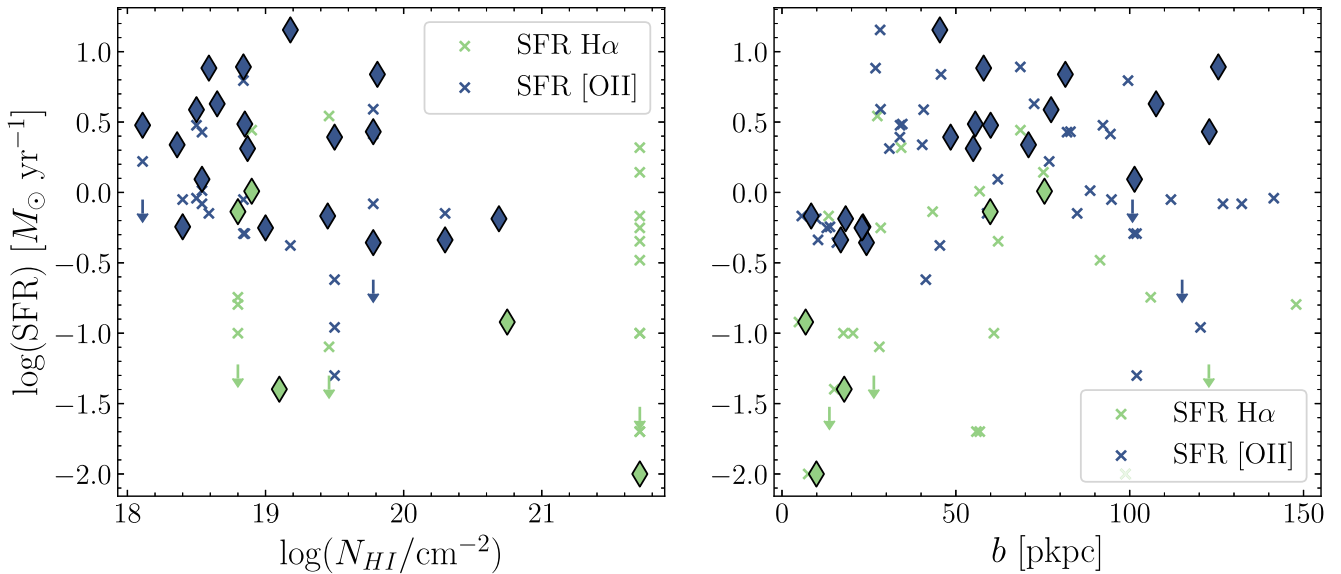 log(SFR) [M⊙ yr⁻¹]
1.0
0.5
0.0
−0.5
−1.0
−1.5
−2.0
18 19 20 21
log(N_HI/cm⁻²)
SFR Hα
SFR [OII]
1.0
0.5
0.0
−0.5
−1.0
−1.5
−2.0
0 50 100 150
b [pkpc]
SFR Hα
SFR [OII]